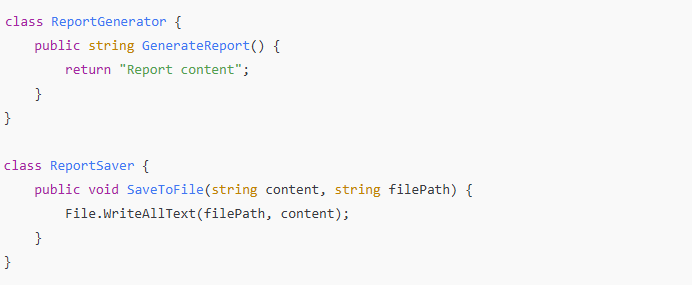 class ReportGenerator {
    public string GenerateReport() {
        return "Report content";
    }
}

class ReportSaver {
    public void SaveToFile(string content, string filePath) {
        File.WriteAllText(filePath, content);
    }
}